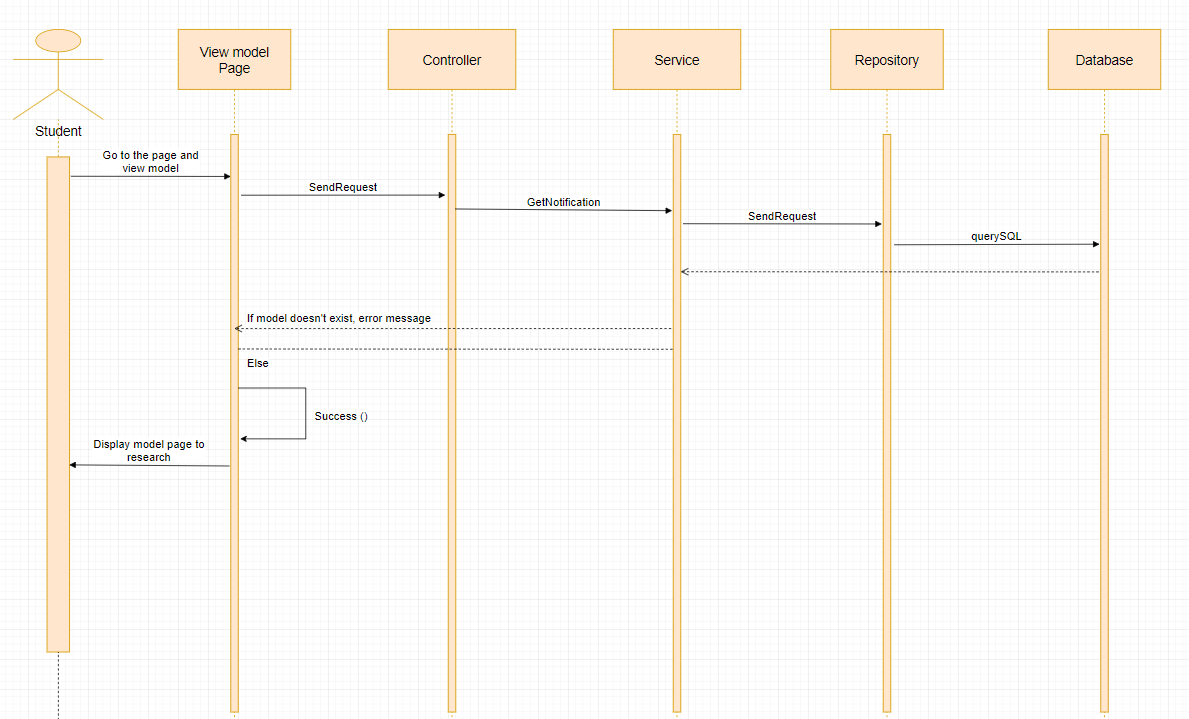 View model
Page
Controller
Service
Repository
Database
Student
Go to the page and
view model
SendRequest
GetNotification
SendRequest
querySQL
If model doesn't exist, error message
Else
Success ()
Display model page to
research